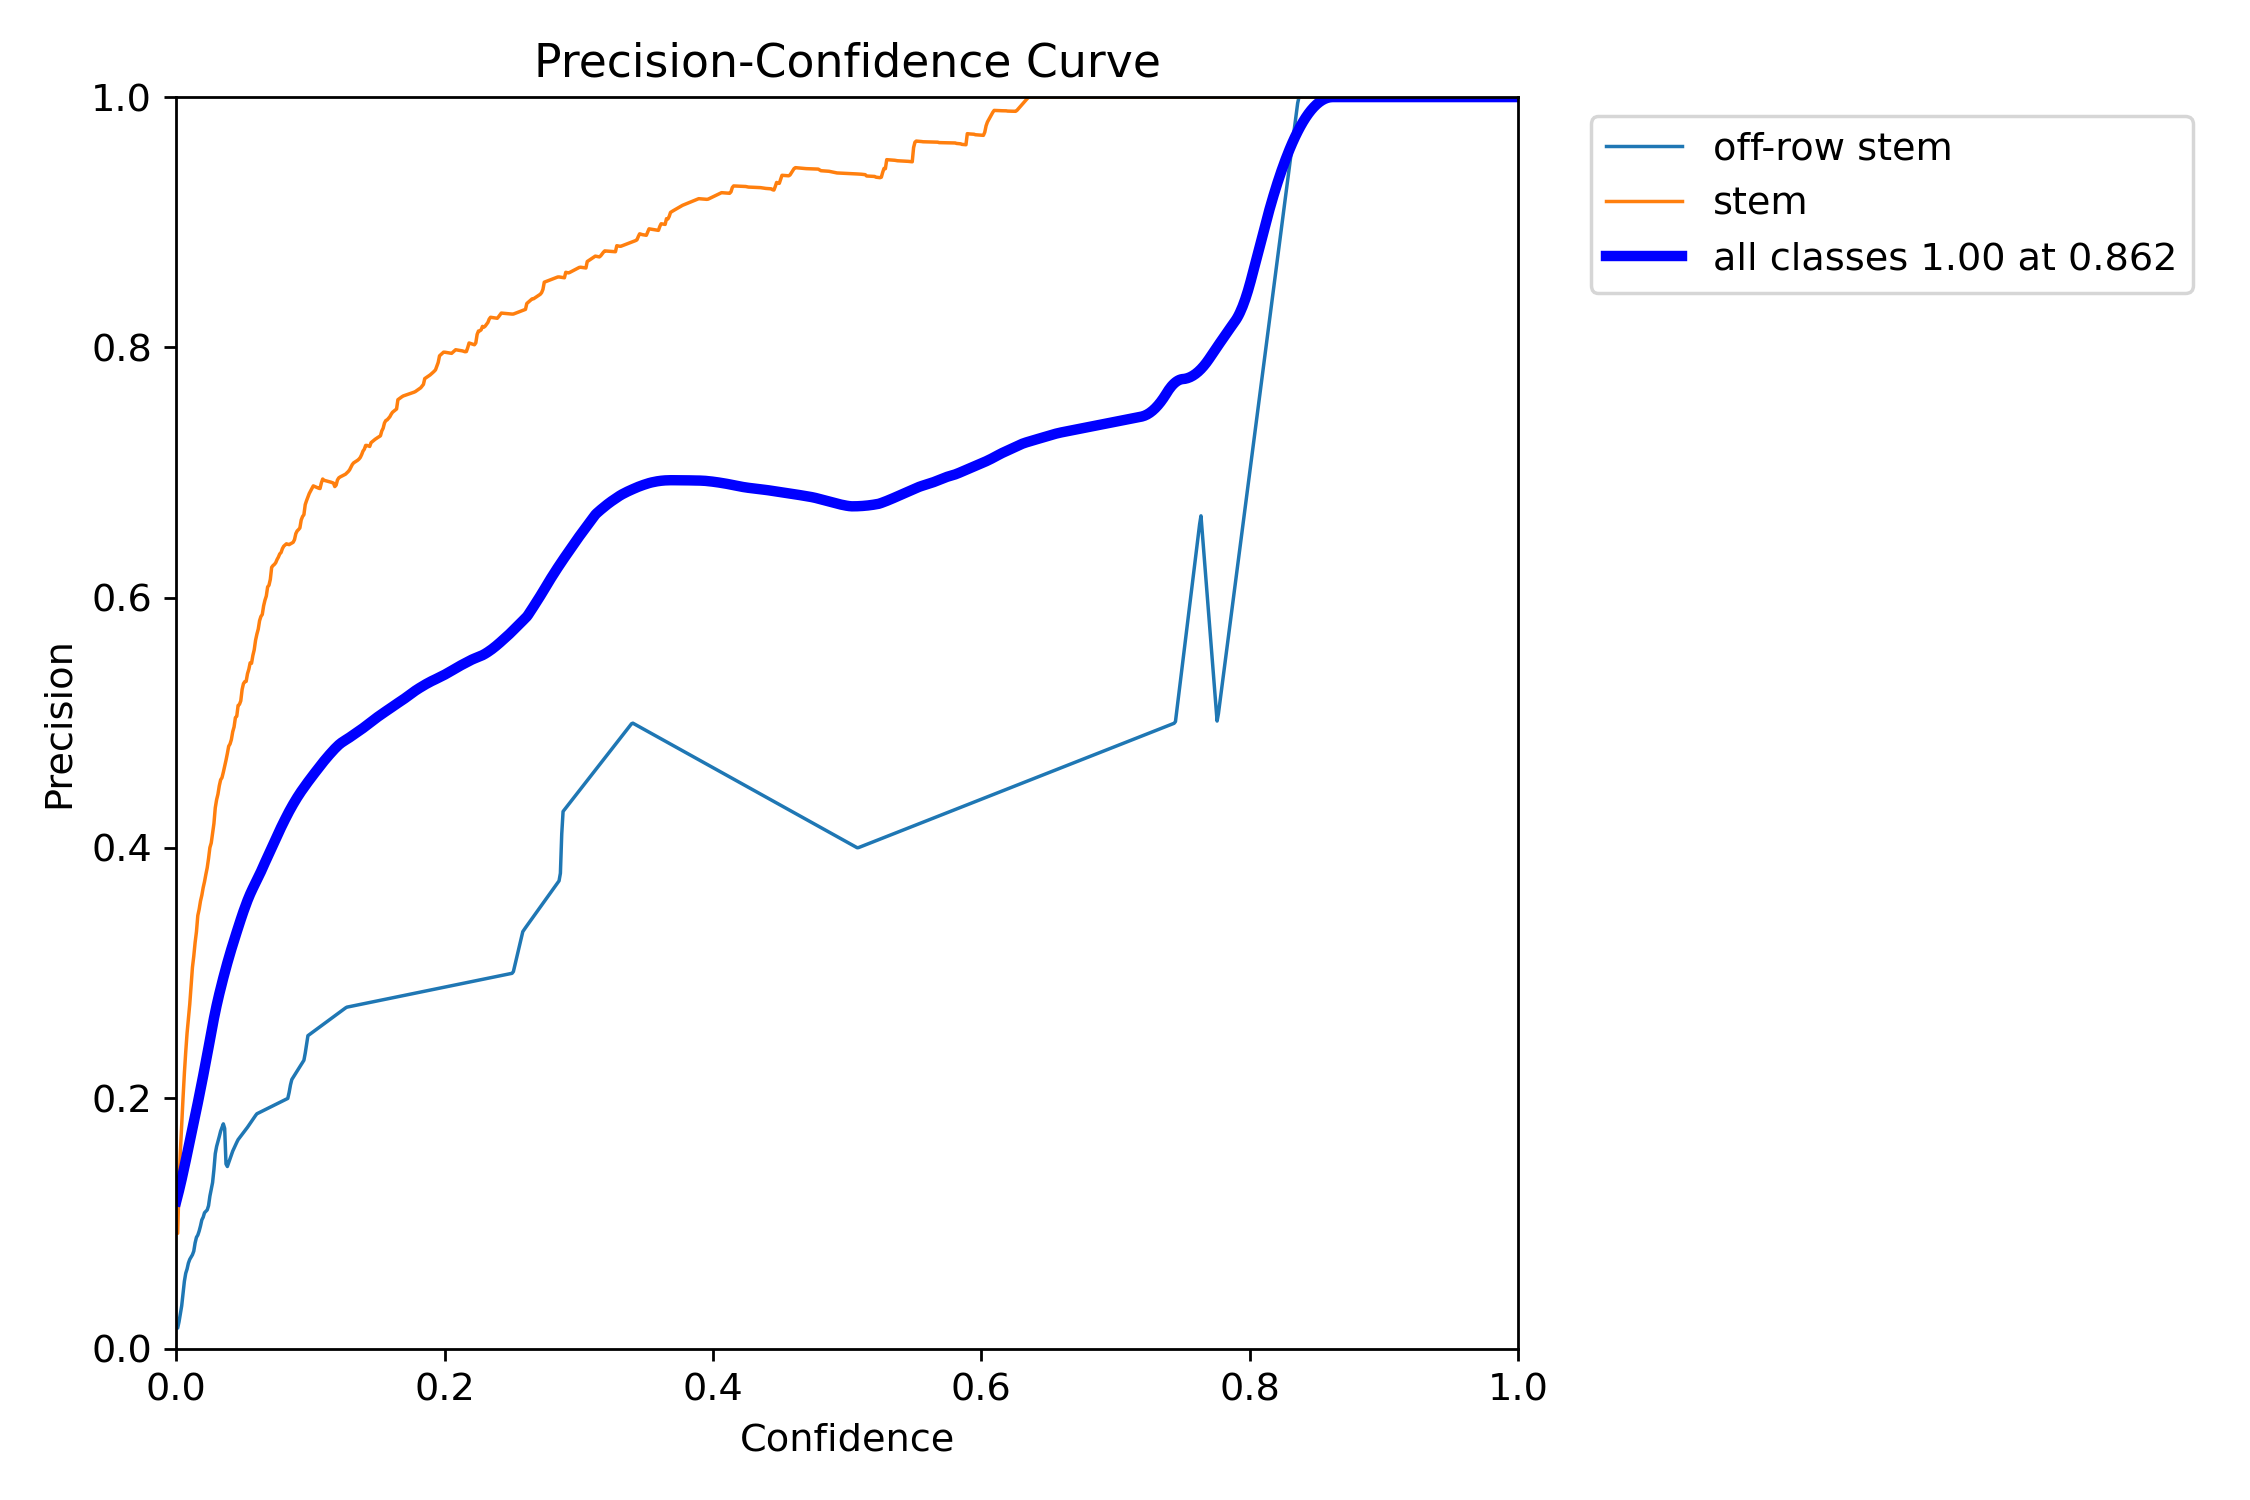 Precision-Confidence Curve
1.0
0.8
0.6
0.4
0.2
0.0
Precision
0.0 0.2 0.4 0.6 0.8 1.0
Confidence
off-row stem
stem
all classes 1.00 at 0.862